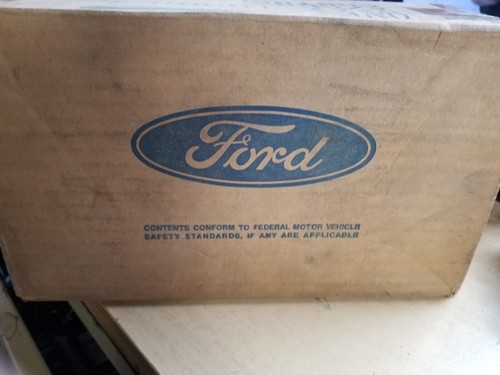 Ford
CONTENTS CONFORM TO FEDERAL MOTOR VEHICLE
SAFETY STANDARDS, IF ANY ARE APPLICABLE